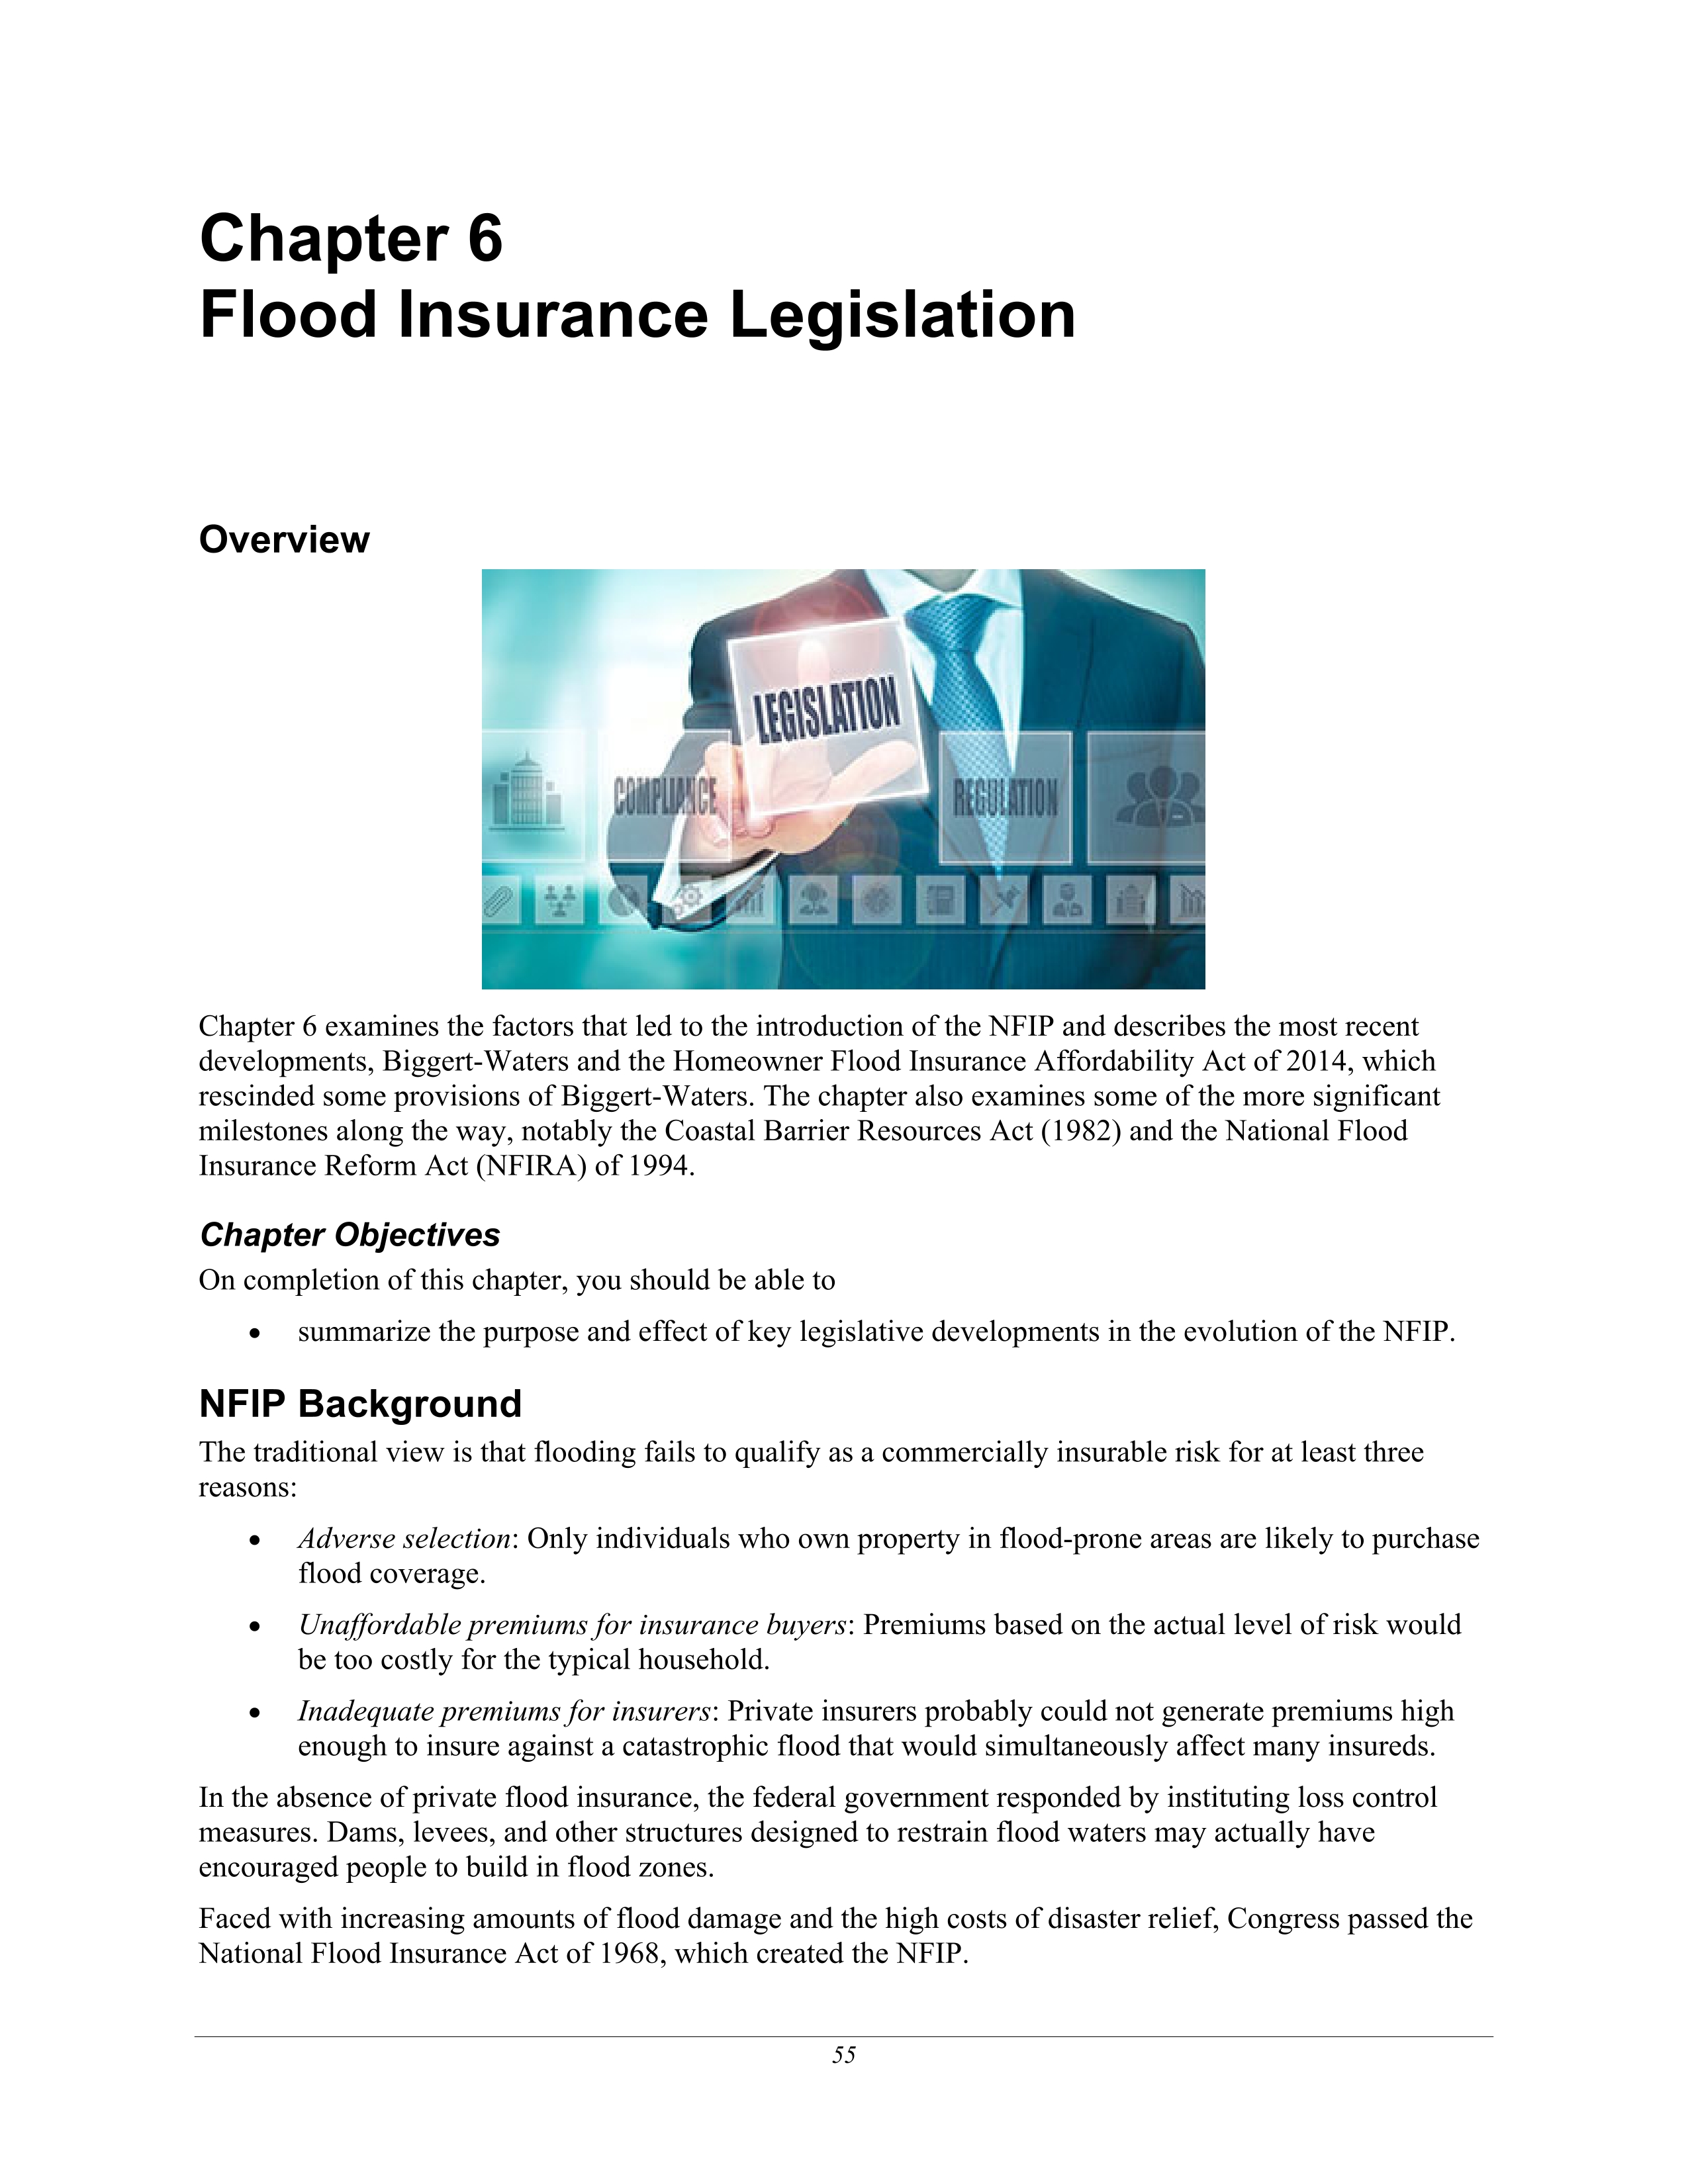 Chapter 6
Flood Insurance Legislation
Overview
LEGISLATION
COMPLIANCE
REGULATION
Chapter 6 examines the factors that led to the introduction of the NFIP and describes the most recent
developments, Biggert-Waters and the Homeowner Flood Insurance Affordability Act of 2014, which
rescinded some provisions of Biggert-Waters. The chapter also examines some of the more significant
milestones along the way, notably the Coastal Barrier Resources Act (1982) and the National Flood
Insurance Reform Act (NFIRA) of 1994.
Chapter Objectives
On completion of this chapter, you should be able to
• summarize the purpose and effect of key legislative developments in the evolution of the NFIP.
NFIP Background
The traditional view is that flooding fails to qualify as a commercially insurable risk for at least three
reasons:
• Adverse selection: Only individuals who own property in flood-prone areas are likely to purchase
flood coverage.
• Unaffordable premiums for insurance buyers: Premiums based on the actual level of risk would
be too costly for the typical household.
• Inadequate premiums for insurers: Private insurers probably could not generate premiums high
enough to insure against a catastrophic flood that would simultaneously affect many insureds.
In the absence of private flood insurance, the federal government responded by instituting loss control
measures. Dams, levees, and other structures designed to restrain flood waters may actually have
encouraged people to build in flood zones.
Faced with increasing amounts of flood damage and the high costs of disaster relief, Congress passed the
National Flood Insurance Act of 1968, which created the NFIP.
55